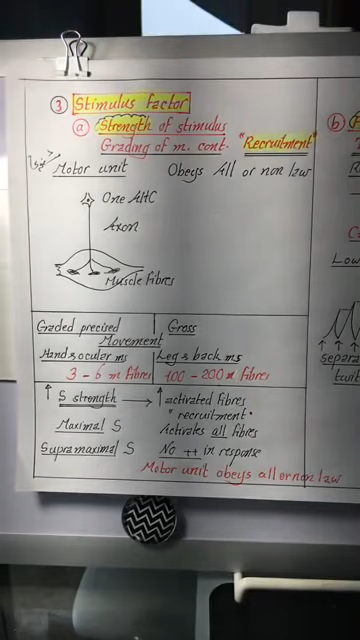 ③ Stimulus factor
ⓐ Strength of stimulus
Grading of m. cont. "Recruitment"
Motor unit Obeys All or non law
One AHC
Axon
Muscle fibres
Graded precised Gross
Movement
Hand & ocular ms Leg & back ms
3 - 6 m fibres 100 - 200 m fibres
↑ S strength → ↑ activated fibres
"recruitment"
Maximal S Activates all fibres
Supramaximal S No ++ in response
Motor unit obeys all or non law
ⓑ
Low
Separa
twit